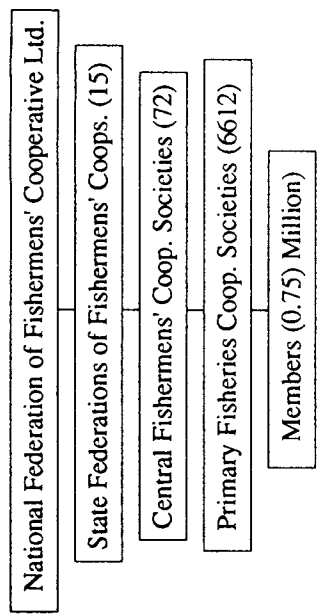 National Federation of Fishermens' Cooperative Ltd.
State Federations of Fishermens' Coops. (15)
Central Fishermens' Coop. Societies (72)
Primary Fisheries Coop. Societies (6612)
Members (0.75) Million)